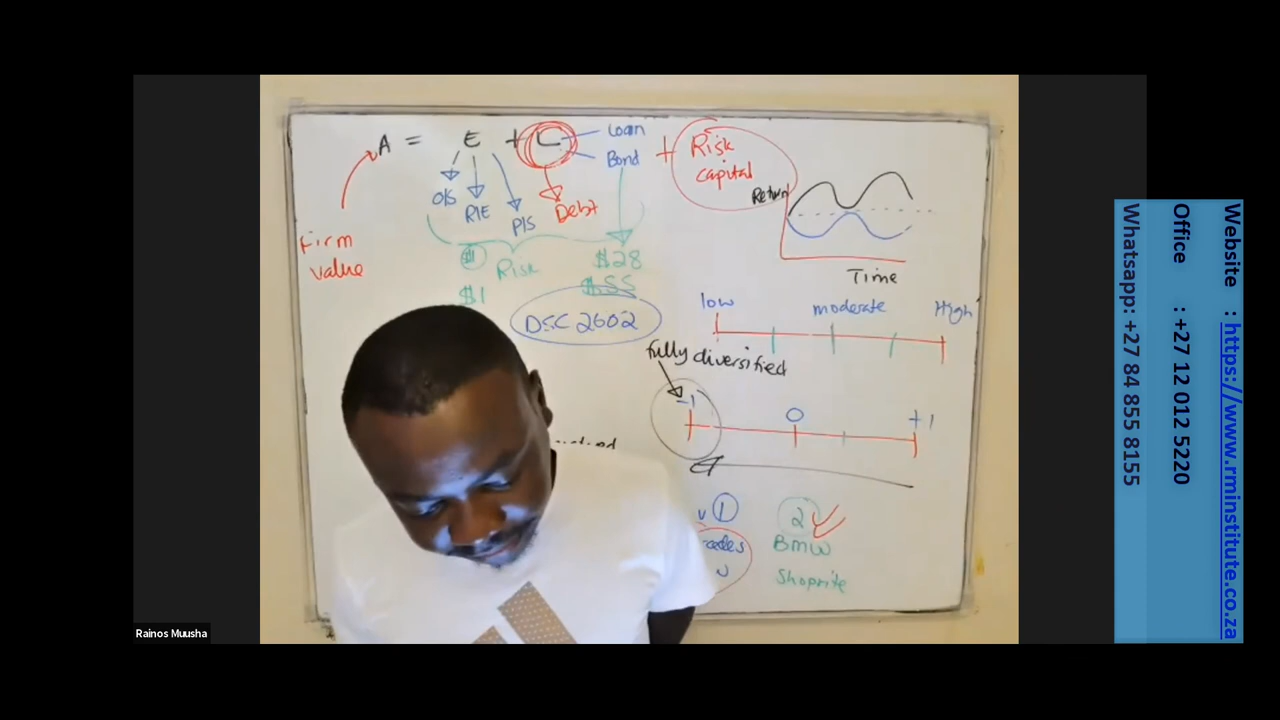 A = E + L
Loan
Bond
+ Risk
capital
O/S
R/E
P/S
Debt
Firm
value
$1
Risk
$28
$55
$1
DSC 2602
Return
Time
low
moderate
High
fully diversified
-1
0
+1
1
2
BMW
Shoprite
Rainos Muusha
Website : https://www.rminstitute.co.za
Office : +27 12 012 5220
Whatsapp: +27 84 855 8155